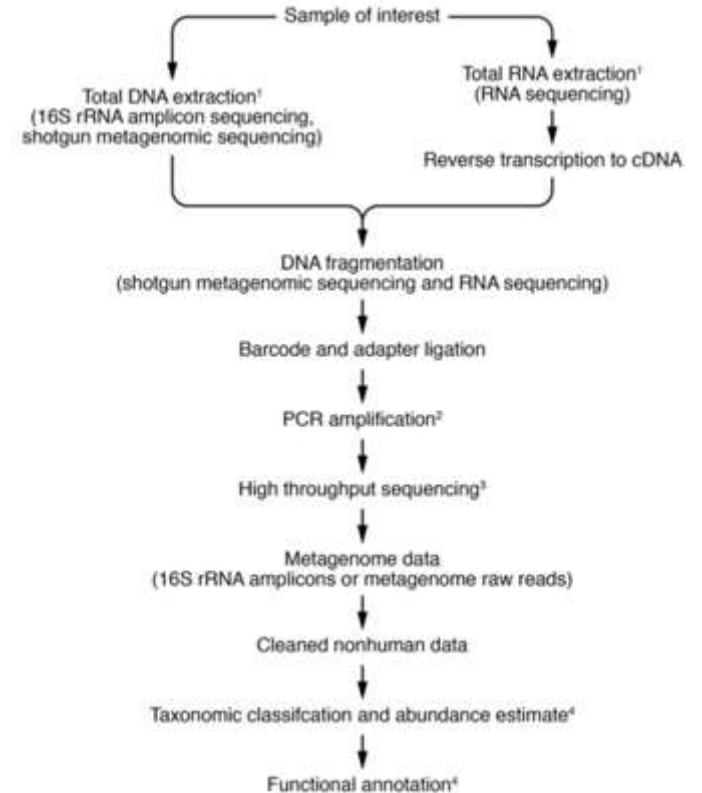 Sample of interest
Total DNA extraction¹
(16S rRNA amplicon sequencing,
shotgun metagenomic sequencing)
Total RNA extraction¹
(RNA sequencing)
Reverse transcription to cDNA
DNA fragmentation
(shotgun metagenomic sequencing and RNA sequencing)
Barcode and adapter ligation
PCR amplification²
High throughput sequencing³
Metagenome data
(16S rRNA amplicons or metagenome raw reads)
Cleaned nonhuman data
Taxonomic classifcation and abundance estimate⁴
Functional annotation⁴